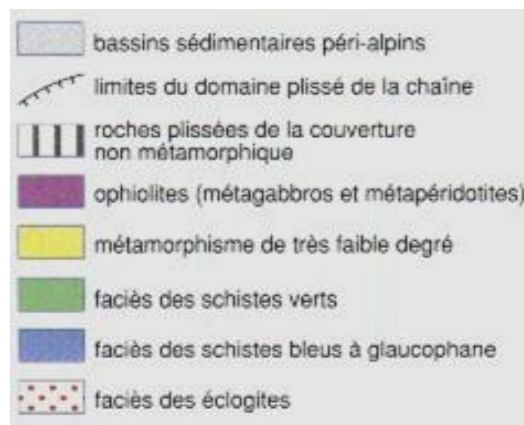 bassins sédimentaires péri-alpins
limites du domaine plissé de la chaîne
roches plissées de la couverture
non métamorphique
ophiolites (métagabbros et métapéridotites)
métamorphisme de très faible degré
faciès des schistes verts
faciès des schistes bleus à glaucophane
faciès des éclogites